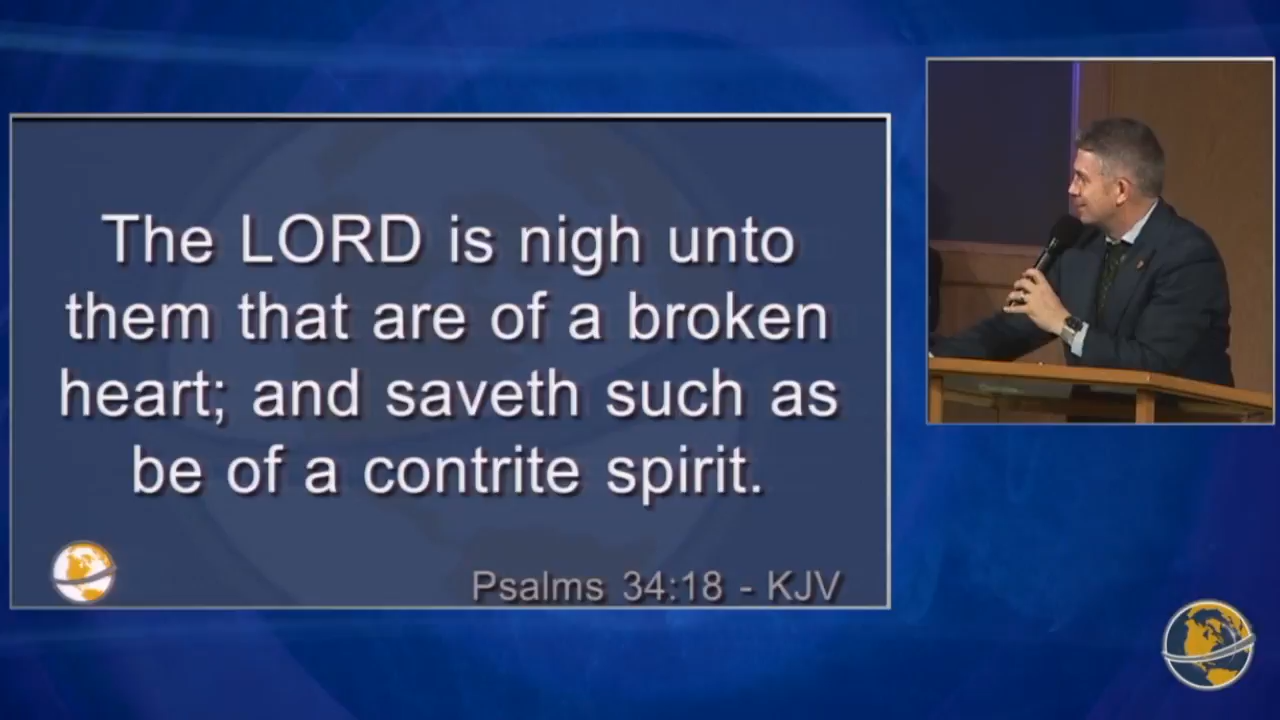 The LORD is nigh unto
them that are of a broken
heart; and saveth such as
be of a contrite spirit.
Psalms 34:18 - KJV